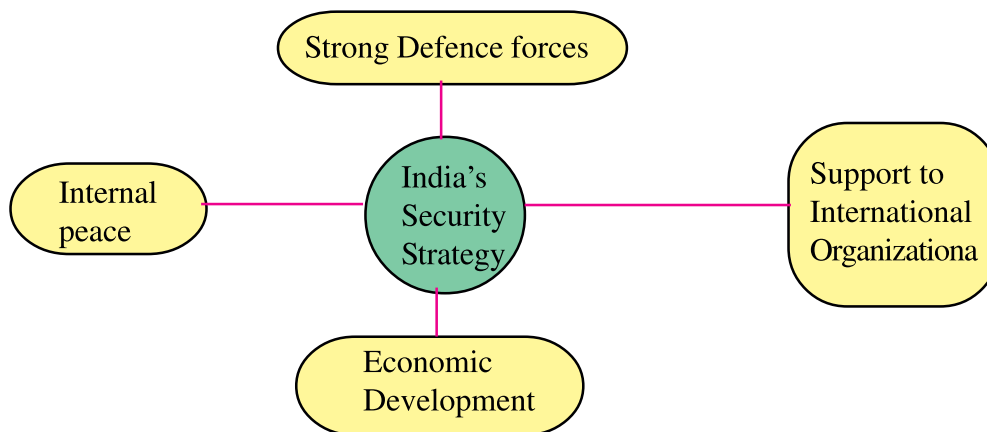 Strong Defence forces
Internal
peace
India's
Security
Strategy
Support to
International
Organizationa
Economic
Development